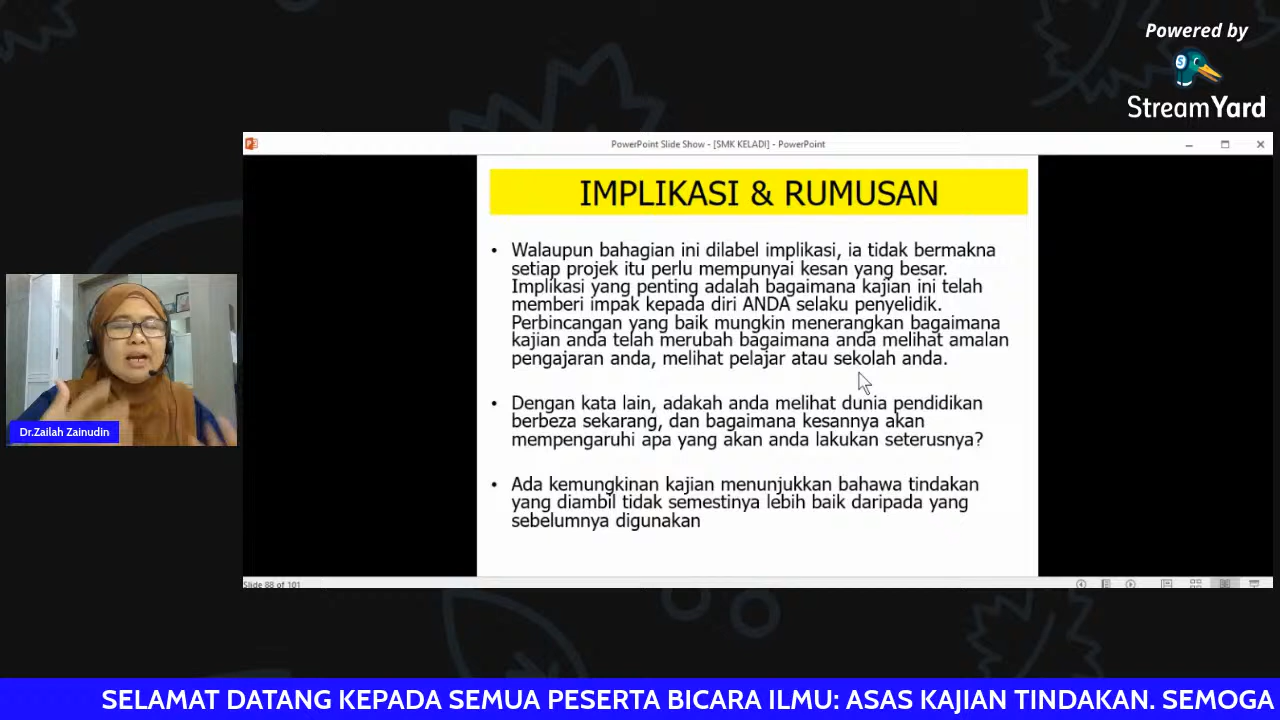 Powered by
StreamYard
PowerPoint Slide Show - [SMK KELADI] - PowerPoint
IMPLIKASI & RUMUSAN
• Walaupun bahagian ini dilabel implikasi, ia tidak bermakna
setiap projek itu perlu mempunyai kesan yang besar.
Implikasi yang penting adalah bagaimana kajian ini telah
memberi impak kepada diri ANDA selaku penyelidik.
Perbincangan yang baik mungkin menerangkan bagaimana
kajian anda telah merubah bagaimana anda melihat amalan
pengajaran anda, melihat pelajar atau sekolah anda.
• Dengan kata lain, adakah anda melihat dunia pendidikan
berbeza sekarang, dan bagaimana kesannya akan
mempengaruhi apa yang akan anda lakukan seterusnya?
• Ada kemungkinan kajian menunjukkan bahawa tindakan
yang diambil tidak semestinya lebih baik daripada yang
sebelumnya digunakan
Slide 88 of 101
Dr.Zailah Zainudin
SELAMAT DATANG KEPADA SEMUA PESERTA BICARA ILMU: ASAS KAJIAN TINDAKAN. SEMOGA